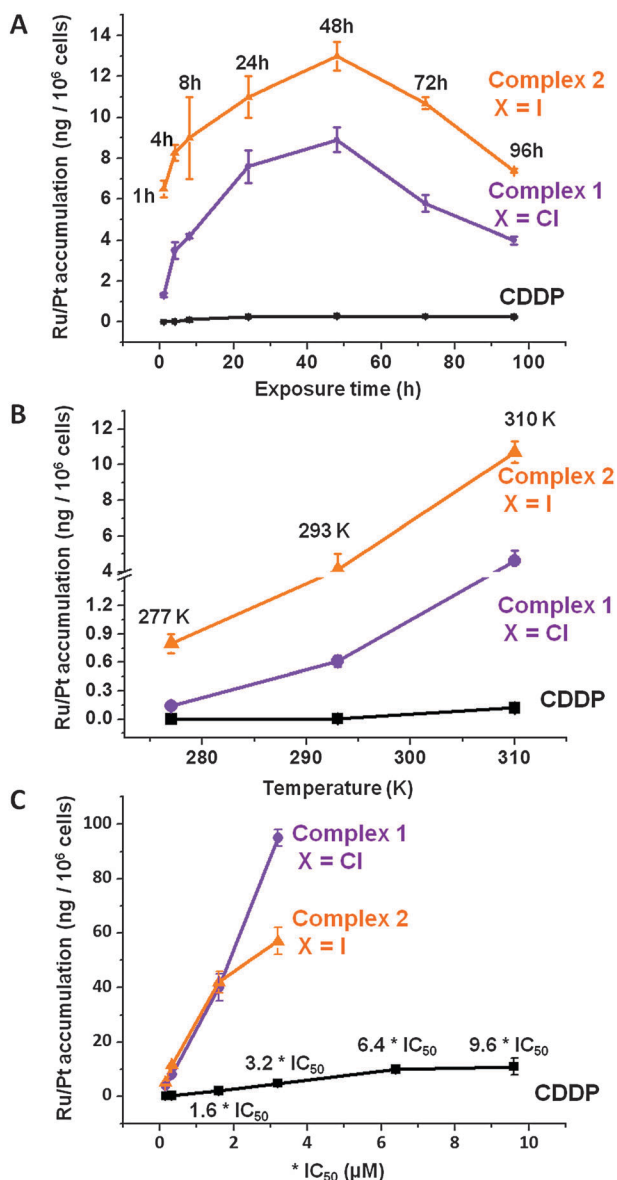 A
Ru/Pt accumulation (ng / 10⁶ cells)
14
12
10
8
6
4
2
0
1h
4h
8h
24h
48h
72h
96h
Complex 2
X = I
Complex 1
X = Cl
CDDP
0 20 40 60 80 100
Exposure time (h)
B
Ru/Pt accumulation (ng / 10⁶ cells)
12
10
8
6
4
1.2
0.9
0.6
0.3
0.0
277 K
293 K
310 K
Complex 2
X = I
Complex 1
X = Cl
CDDP
280 290 300 310
Temperature (K)
C
Ru/Pt accumulation (ng / 10⁶ cells)
100
80
60
40
20
0
Complex 1
X = Cl
Complex 2
X = I
1.6 * IC₅₀
3.2 * IC₅₀
6.4 * IC₅₀
9.6 * IC₅₀
CDDP
0 2 4 6 8 10
* IC₅₀ (µM)